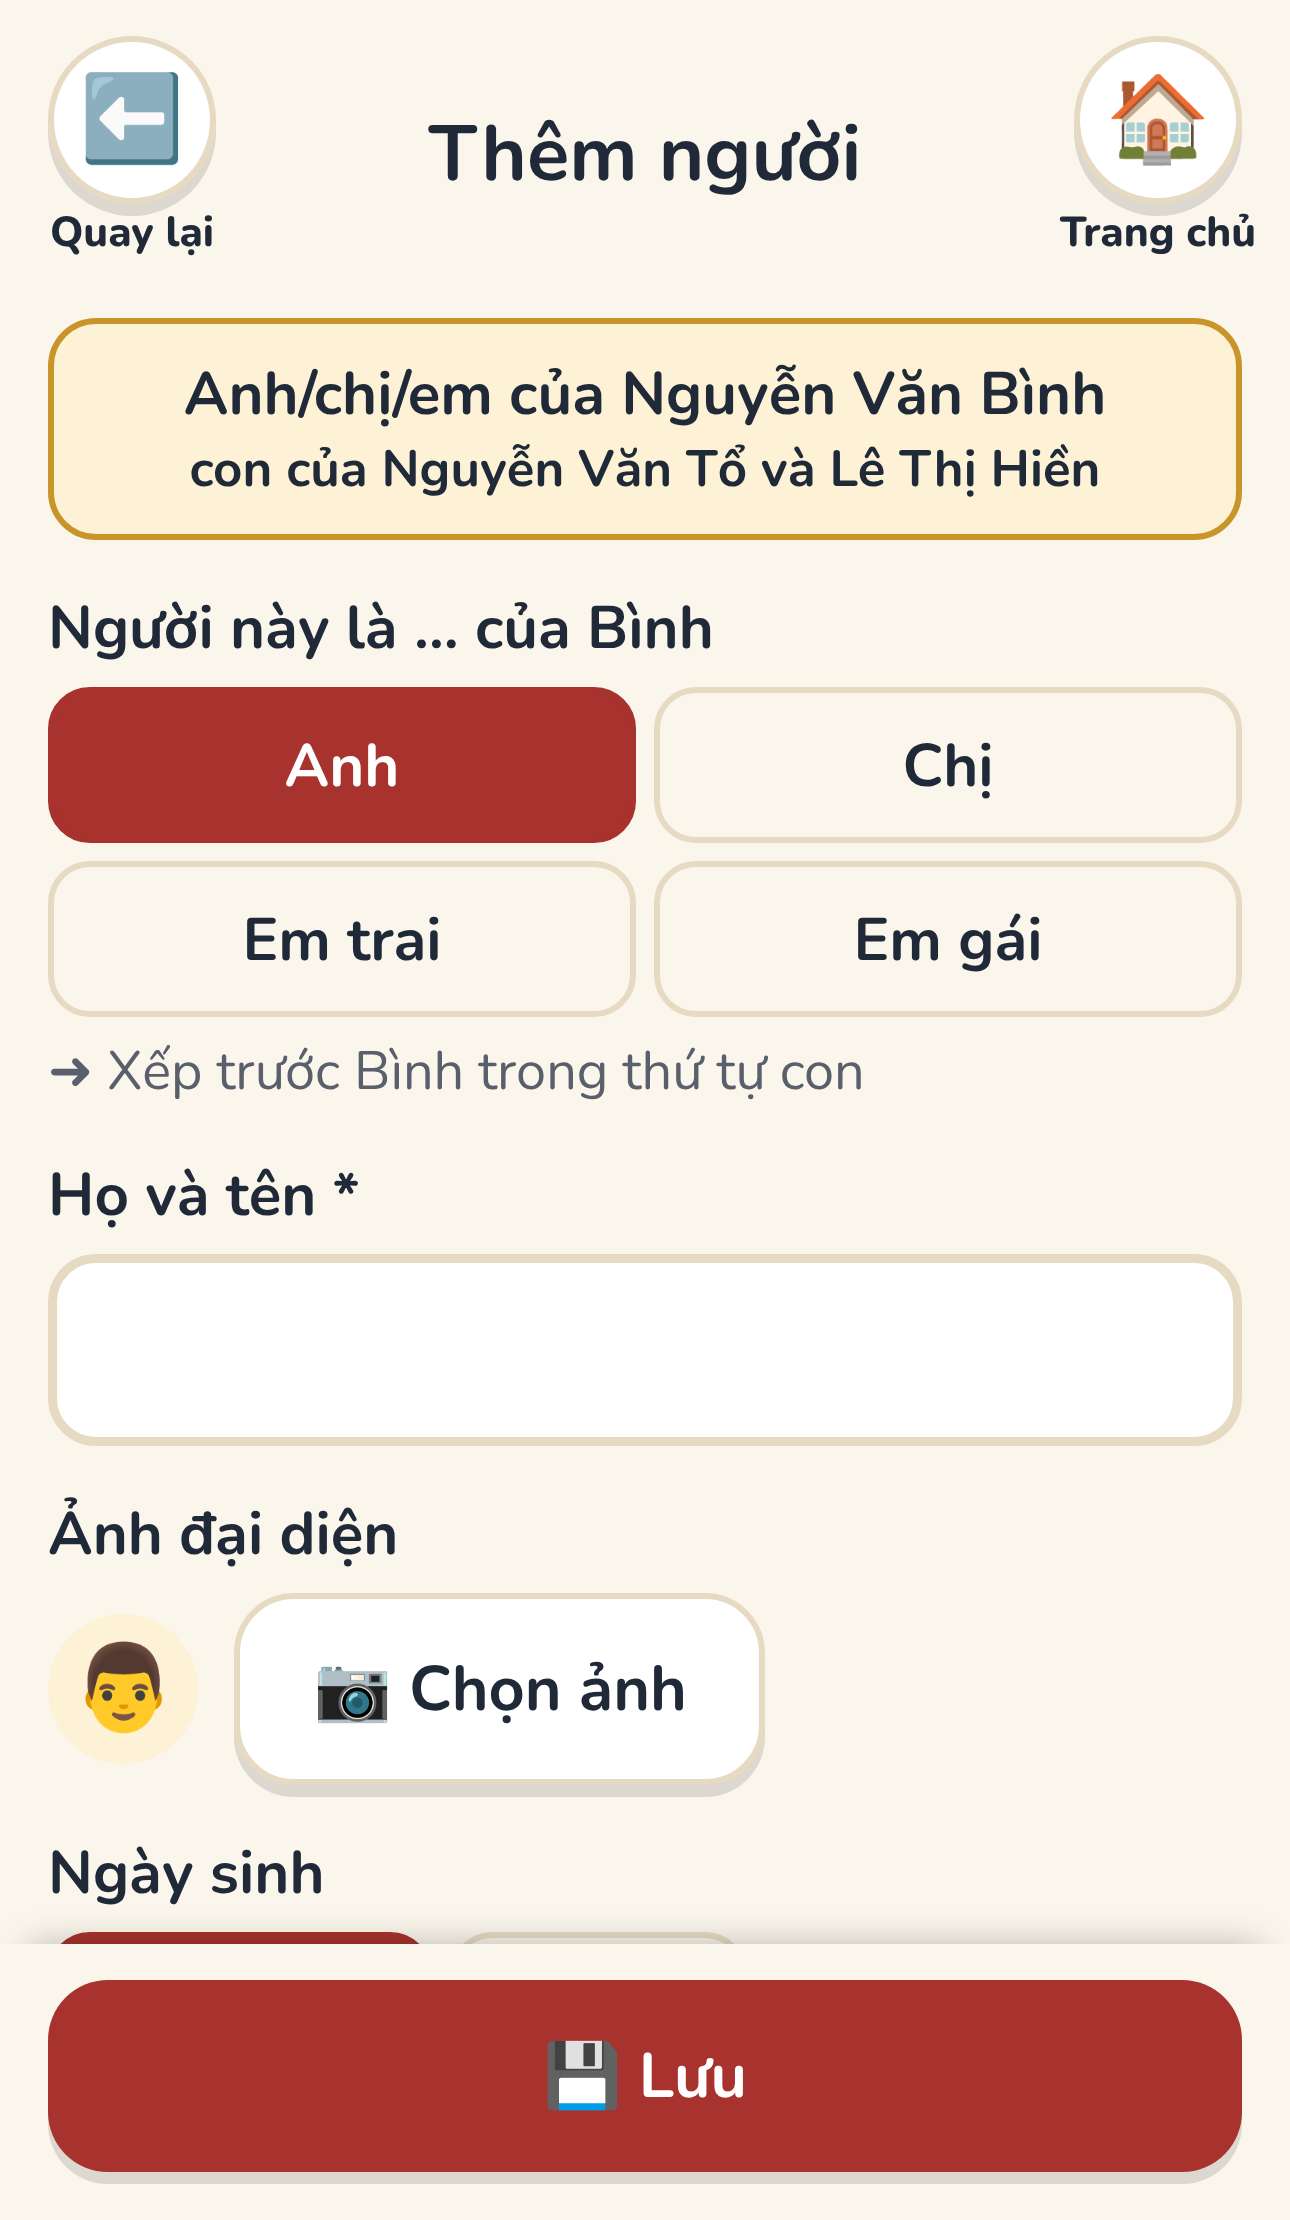 Thêm người
Quay lại
Trang chủ
Anh/chị/em của Nguyễn Văn Bình
con của Nguyễn Văn Tổ và Lê Thị Hiền
Người này là ... của Bình
Anh
Chị
Em trai
Em gái
➜ Xếp trước Bình trong thứ tự con
Họ và tên *
Ảnh đại diện
Chọn ảnh
Ngày sinh
Lưu